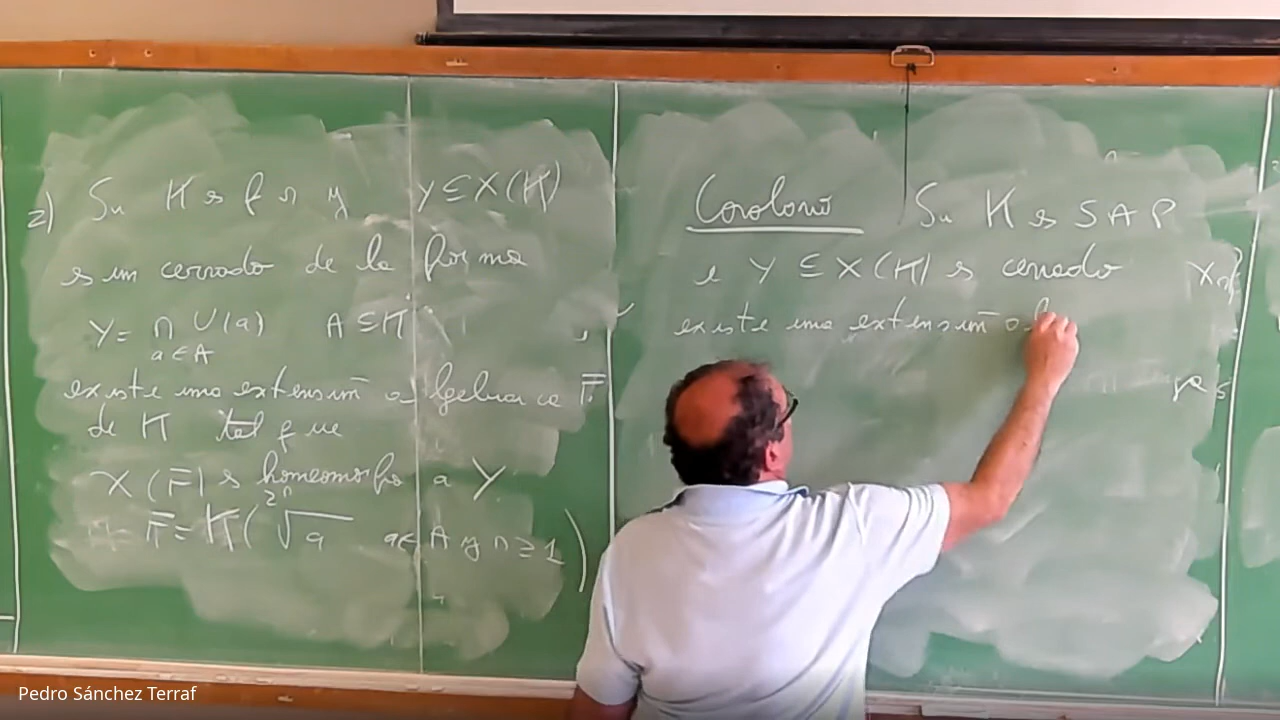 2) Si K es f r y Y ⊆ X(K)
es un cerrado de la forma
Y = ∩ U(a) A ⊆ K ,
a ∈ A
existe una extensión algebraica F
de K tal que
X(F) es homeomorfo a Y
F = K( 2ⁿ√a a ∈ A y n ≥ 1 )
Corolario Si K es SAP
e Y ⊆ X(K) es cerrado
existe una extensión al
Pedro Sánchez Terraf